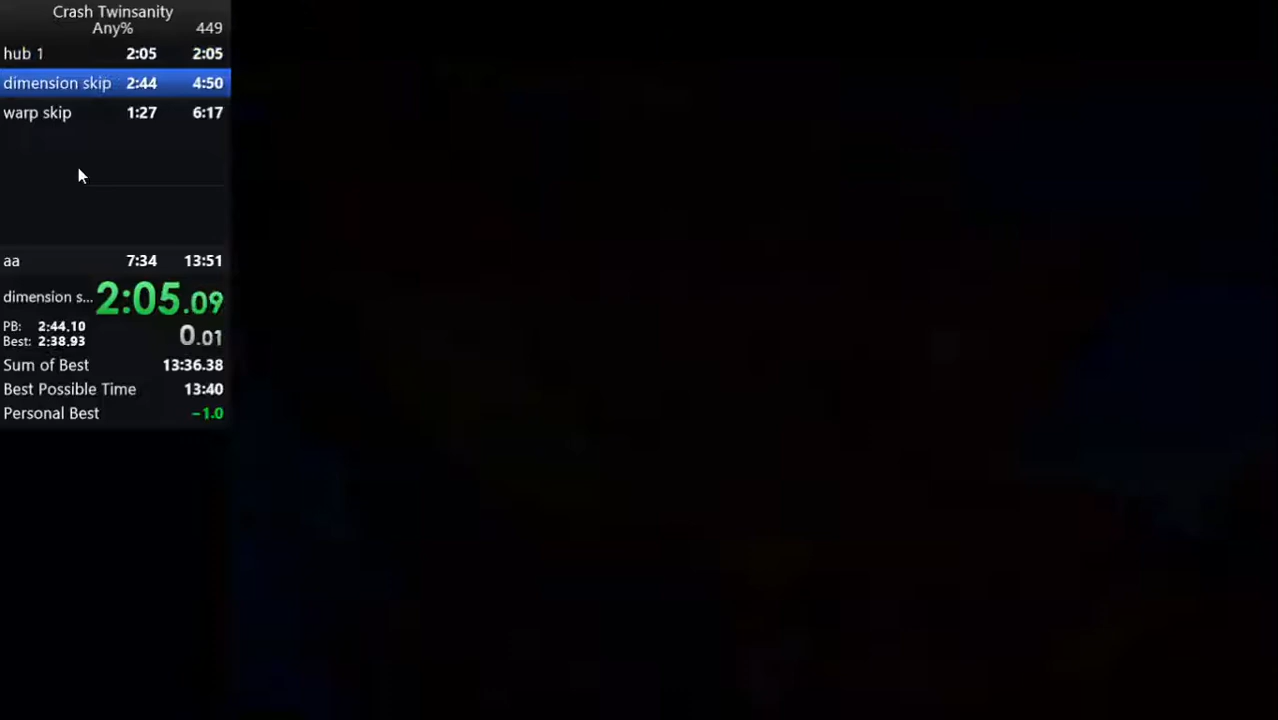 Crash Twinsanity
Any% 449
hub 1 2:05 2:05
dimension skip 2:44 4:50
warp skip 1:27 6:17
aa 7:34 13:51
dimension s... 2:05.09
PB: 2:44.10
Best: 2:38.93 0.01
Sum of Best 13:36.38
Best Possible Time 13:40
Personal Best −1.0